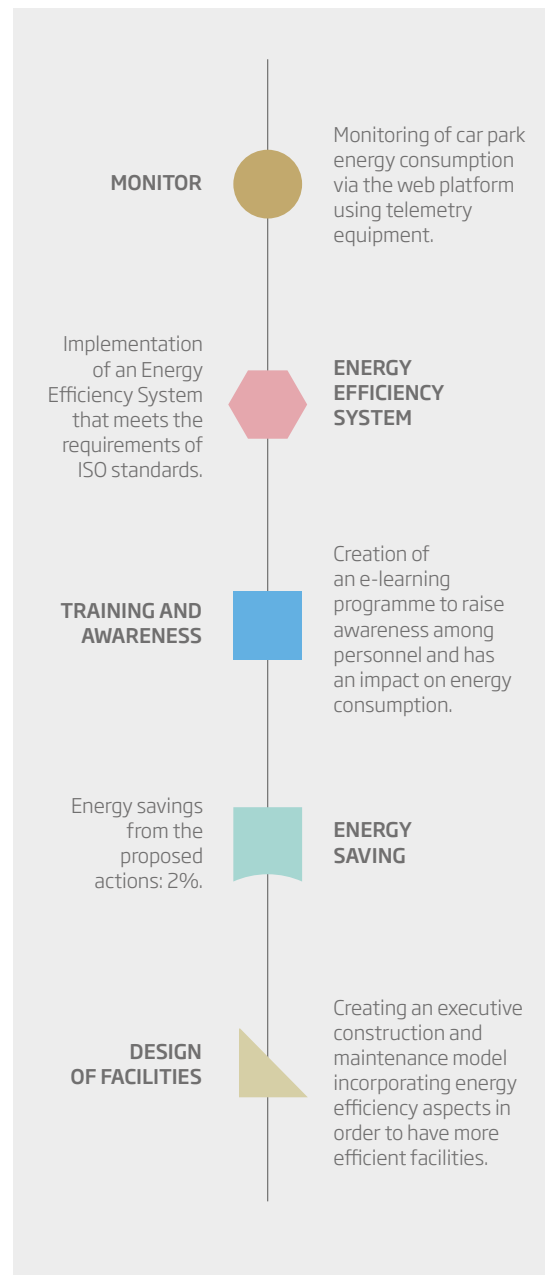 MONITOR
Monitoring of car park
energy consumption
via the web platform
using telemetry
equipment.
Implementation
of an Energy
Efficiency System
that meets the
requirements of
ISO standards.
ENERGY
EFFICIENCY
SYSTEM
TRAINING AND
AWARENESS
Creation of
an e-learning
programme to raise
awareness among
personnel and has
an impact on energy
consumption.
Energy savings
from the
proposed
actions: 2%.
ENERGY
SAVING
DESIGN
OF FACILITIES
Creating an executive
construction and
maintenance model
incorporating energy
efficiency aspects in
order to have more
efficient facilities.